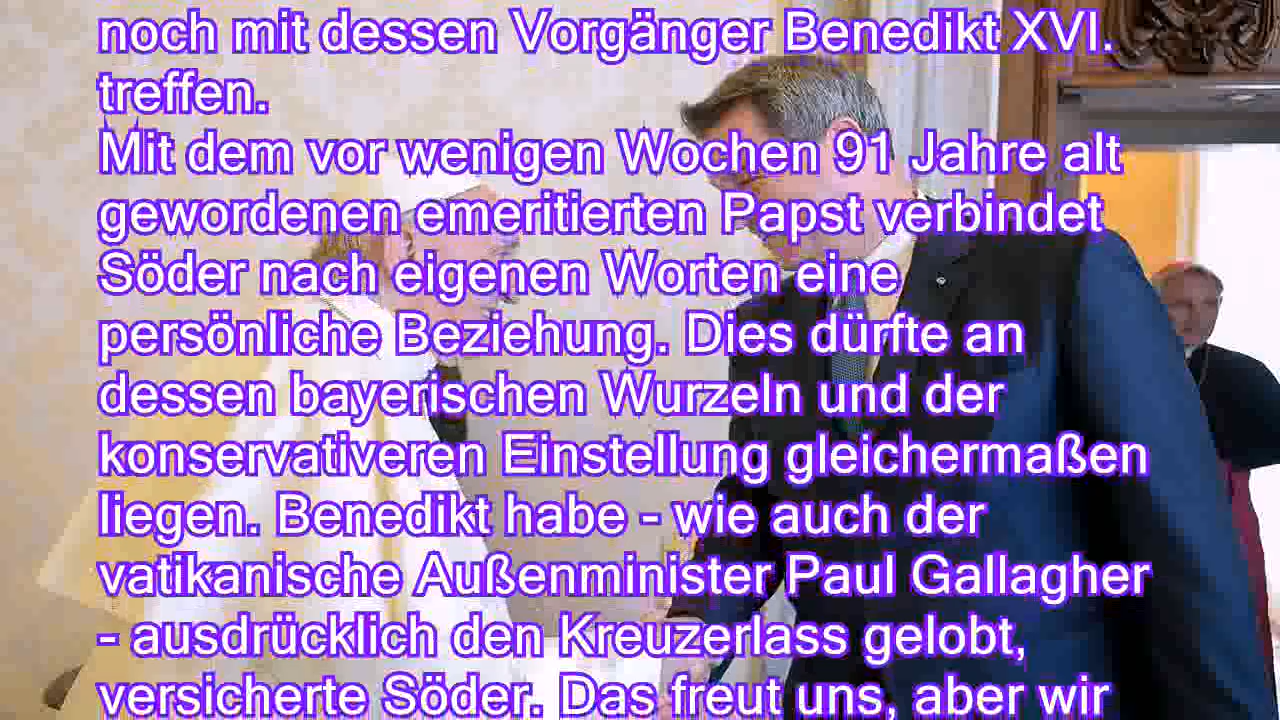 noch mit dessen Vorgänger Benedikt XVI.
treffen.
Mit dem vor wenigen Wochen 91 Jahre alt
gewordenen emeritierten Papst verbindet
Söder nach eigenen Worten eine
persönliche Beziehung. Dies dürfte an
dessen bayerischen Wurzeln und der
konservativeren Einstellung gleichermaßen
liegen. Benedikt habe - wie auch der
vatikanische Außenminister Paul Gallagher
- ausdrücklich den Kreuzerlass gelobt,
versicherte Söder. Das freut uns, aber wir